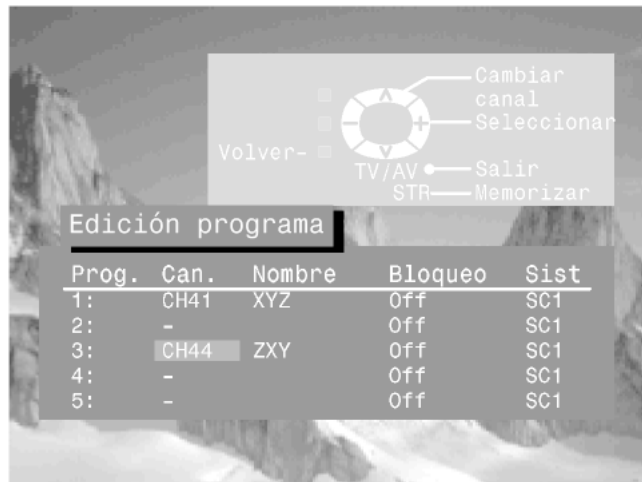 Cambiar
canal
Seleccionar
Volver-
TV/AV
Salir
STR
Memorizar
Edición programa
Prog. Can. Nombre Bloqueo Sist
1: CH41 XYZ Off SC1
2: - Off SC1
3: CH44 ZXY Off SC1
4: - Off SC1
5: - Off SC1